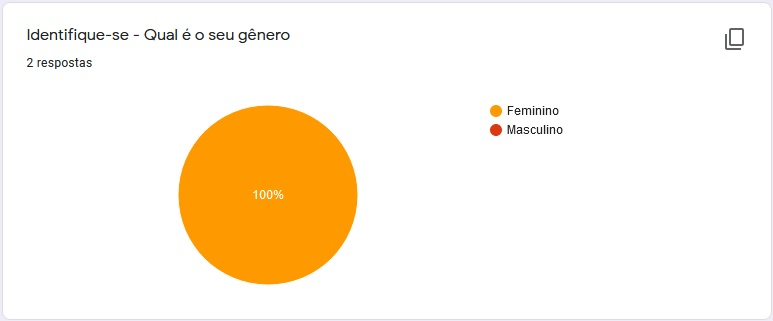 Identifique-se - Qual é o seu gênero
2 respostas
Feminino
Masculino
100%